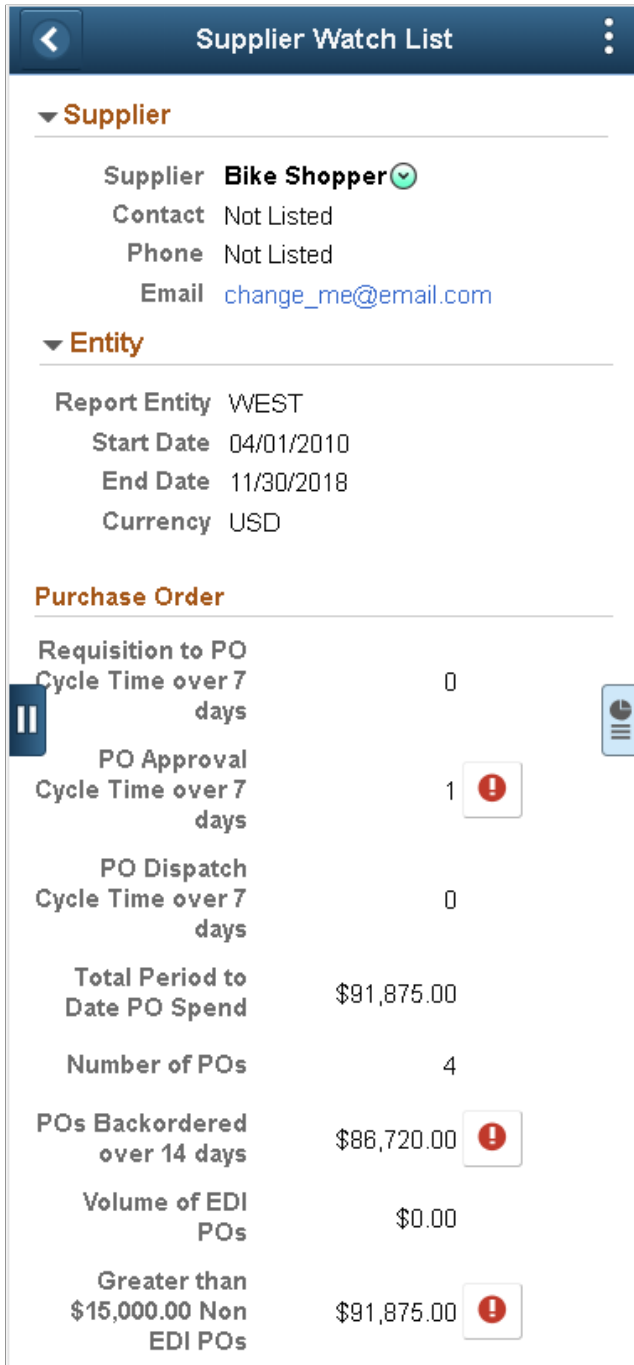 Supplier Watch List
Supplier
Supplier Bike Shopper
Contact Not Listed
Phone Not Listed
Email change_me@email.com
Entity
Report Entity WEST
Start Date 04/01/2010
End Date 11/30/2018
Currency USD
Purchase Order
Requisition to PO
Cycle Time over 7 0
days
PO Approval
Cycle Time over 7 1
days
PO Dispatch
Cycle Time over 7 0
days
Total Period to
Date PO Spend $91,875.00
Number of POs 4
POs Backordered
over 14 days $86,720.00
Volume of EDI
POs $0.00
Greater than
$15,000.00 Non $91,875.00
EDI POs